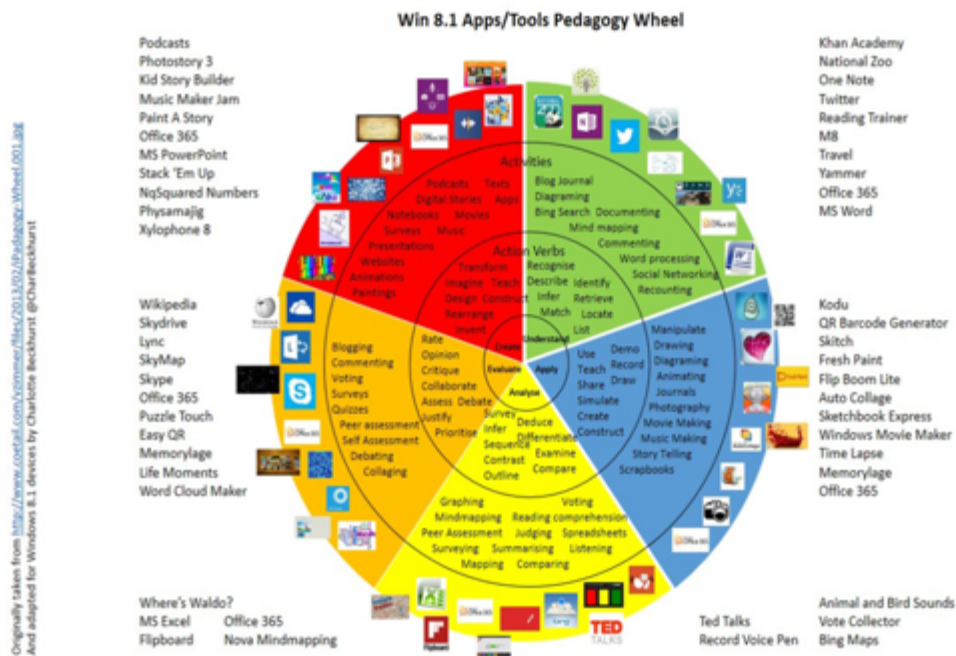 Win 8.1 Apps/Tools Pedagogy Wheel
Podcasts
Photostory 3
Kid Story Builder
Music Maker Jam
Paint A Story
Office 365
MS PowerPoint
Stack 'Em Up
NqSquared Numbers
Physamajig
Xylophone 8
Khan Academy
National Zoo
One Note
Twitter
Reading Trainer
M8
Travel
Yammer
Office 365
MS Word
Activities
Podcasts Texts
Digital Stories Apps
Notebooks Movies
Surveys Music
Presentations
Websites
Animations
Paintings
Blog Journal
Diagraming
Bing Search Documenting
Mind mapping
Commenting
Word processing
Social Networking
Recounting
Action Verbs
Transform
Imagine Teach
Design Construct
Rearrange
Invent
Create
Recognise
Describe Identify
Infer Retrieve
Match Locate
List
Understand
Wikipedia
Skydrive
Lync
SkyMap
Skype
Office 365
Puzzle Touch
Easy QR
Memorylage
Life Moments
Word Cloud Maker
Blogging
Commenting
Voting
Surveys
Quizzes
Peer assessment
Self Assessment
Debating
Collaging
Rate
Opinion
Critique
Collaborate
Assess Debate
Justify
Prioritise
Evaluate
Apply
Analyse
Use Demo
Teach Record
Share Draw
Simulate
Create
Construct
Manipulate
Drawing
Diagraming
Animating
Journals
Photography
Movie Making
Music Making
Story Telling
Scrapbooks
Kodu
QR Barcode Generator
Skitch
Fresh Paint
Flip Boom Lite
Auto Collage
Sketchbook Express
Windows Movie Maker
Time Lapse
Memorylage
Office 365
Survey
Infer Deduce
Sequence Differentiate
Contrast Examine
Outline Compare
Graphing Voting
Mindmapping Reading comprehension
Peer Assessment Judging Spreadsheets
Surveying Summarising Listening
Mapping Comparing
Where's Waldo?
MS Excel Office 365
Flipboard Nova Mindmapping
TED
TALKS
Ted Talks
Record Voice Pen
Animal and Bird Sounds
Vote Collector
Bing Maps
Originally taken from http://www.coetail.com/vzimmer/files/2013/02/iPadagogy-Wheel.001.jpg
And adapted for Windows 8.1 devices by Charlotte Beckhurst @CharBeckhurst